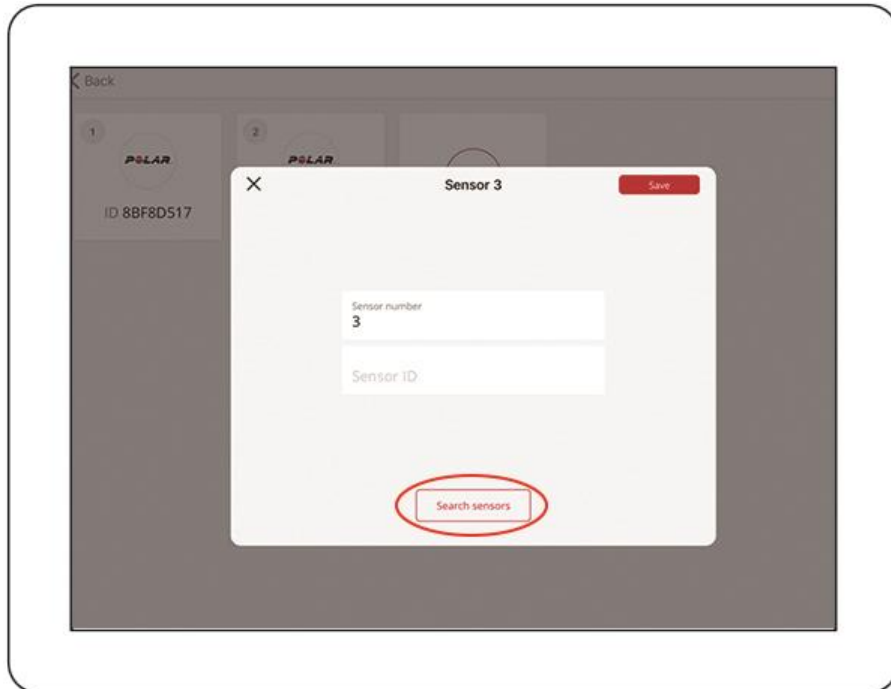 Back
1
2
POLAR
POLAR
ID 8BF8D517
Sensor 3
Save
Sensor number
3
Sensor ID
Search sensors